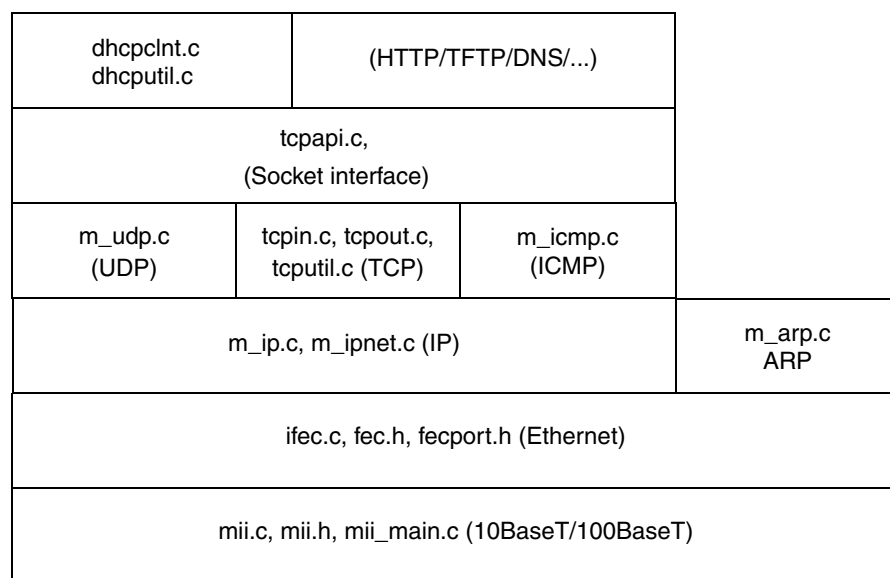 dhcpclnt.c
dhcputil.c
(HTTP/TFTP/DNS/...)
tcpapi.c,
(Socket interface)
m_udp.c
(UDP)
tcpin.c, tcpout.c,
tcputil.c (TCP)
m_icmp.c
(ICMP)
m_ip.c, m_ipnet.c (IP)
m_arp.c
ARP
ifec.c, fec.h, fecport.h (Ethernet)
mii.c, mii.h, mii_main.c (10BaseT/100BaseT)